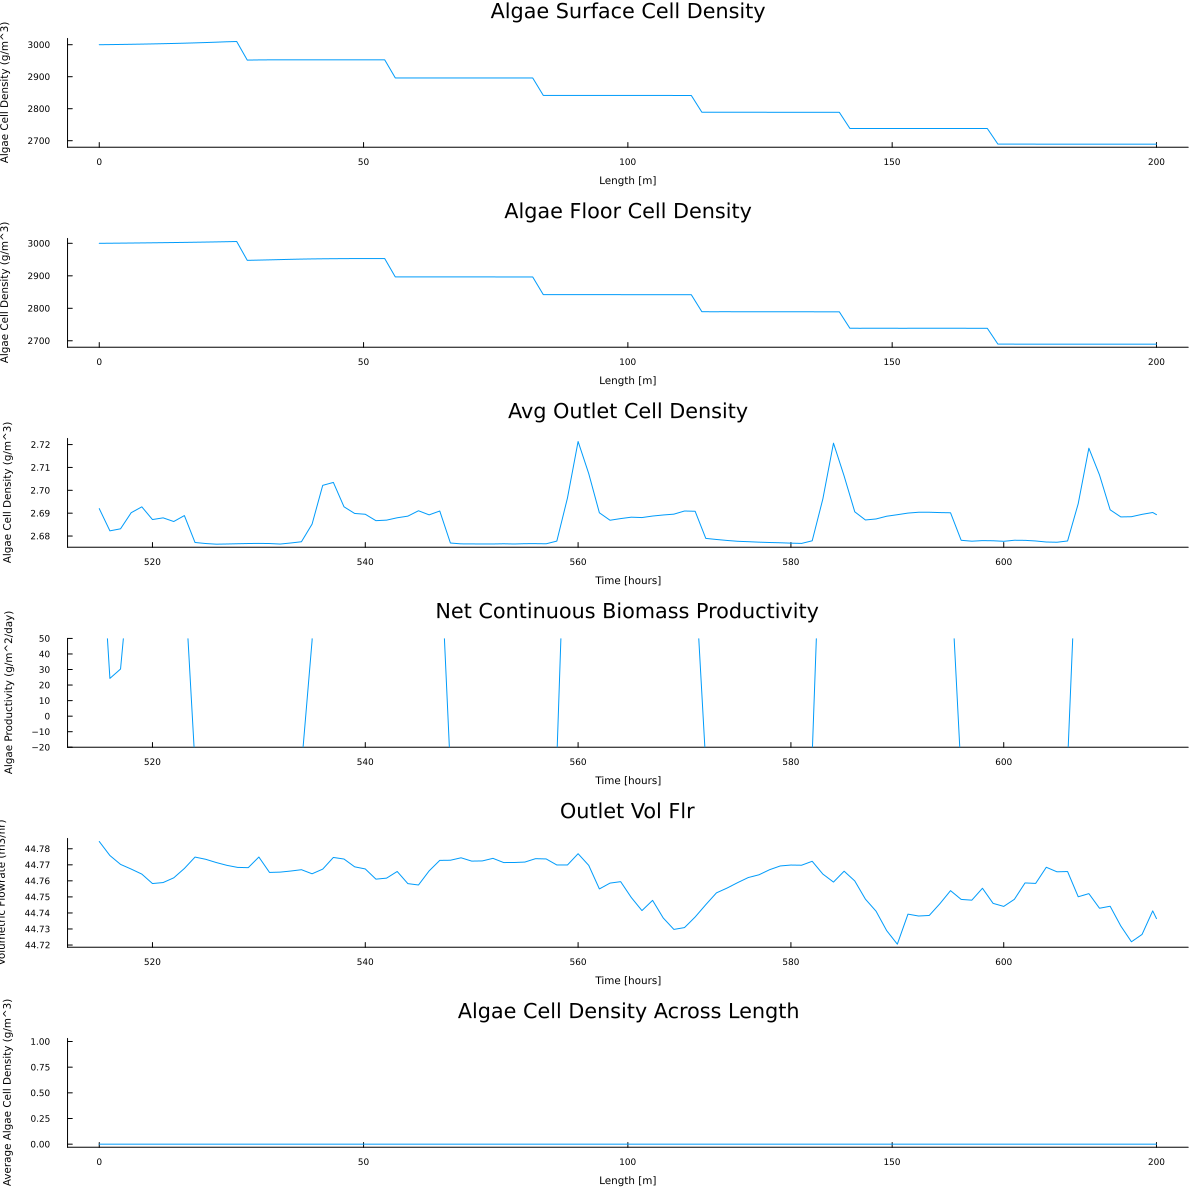 Algae Surface Cell Density
Algae Cell Density (g/m^3)
3000
2900
2800
2700
0 50 100 150 200
Length [m]
Algae Floor Cell Density
Algae Cell Density (g/m^3)
3000
2900
2800
2700
0 50 100 150 200
Length [m]
Avg Outlet Cell Density
Algae Cell Density (g/m^3)
2.72
2.71
2.70
2.69
2.68
520 540 560 580 600
Time [hours]
Net Continuous Biomass Productivity
Algae Productivity (g/m^2/day)
50
40
30
20
10
0
−10
−20
520 540 560 580 600
Time [hours]
Outlet Vol Flr
Volumetric Flowrate (m3/hr)
44.78
44.77
44.76
44.75
44.74
44.73
44.72
520 540 560 580 600
Time [hours]
Algae Cell Density Across Length
Average Algae Cell Density (g/m^3)
1.00
0.75
0.50
0.25
0.00
0 50 100 150 200
Length [m]